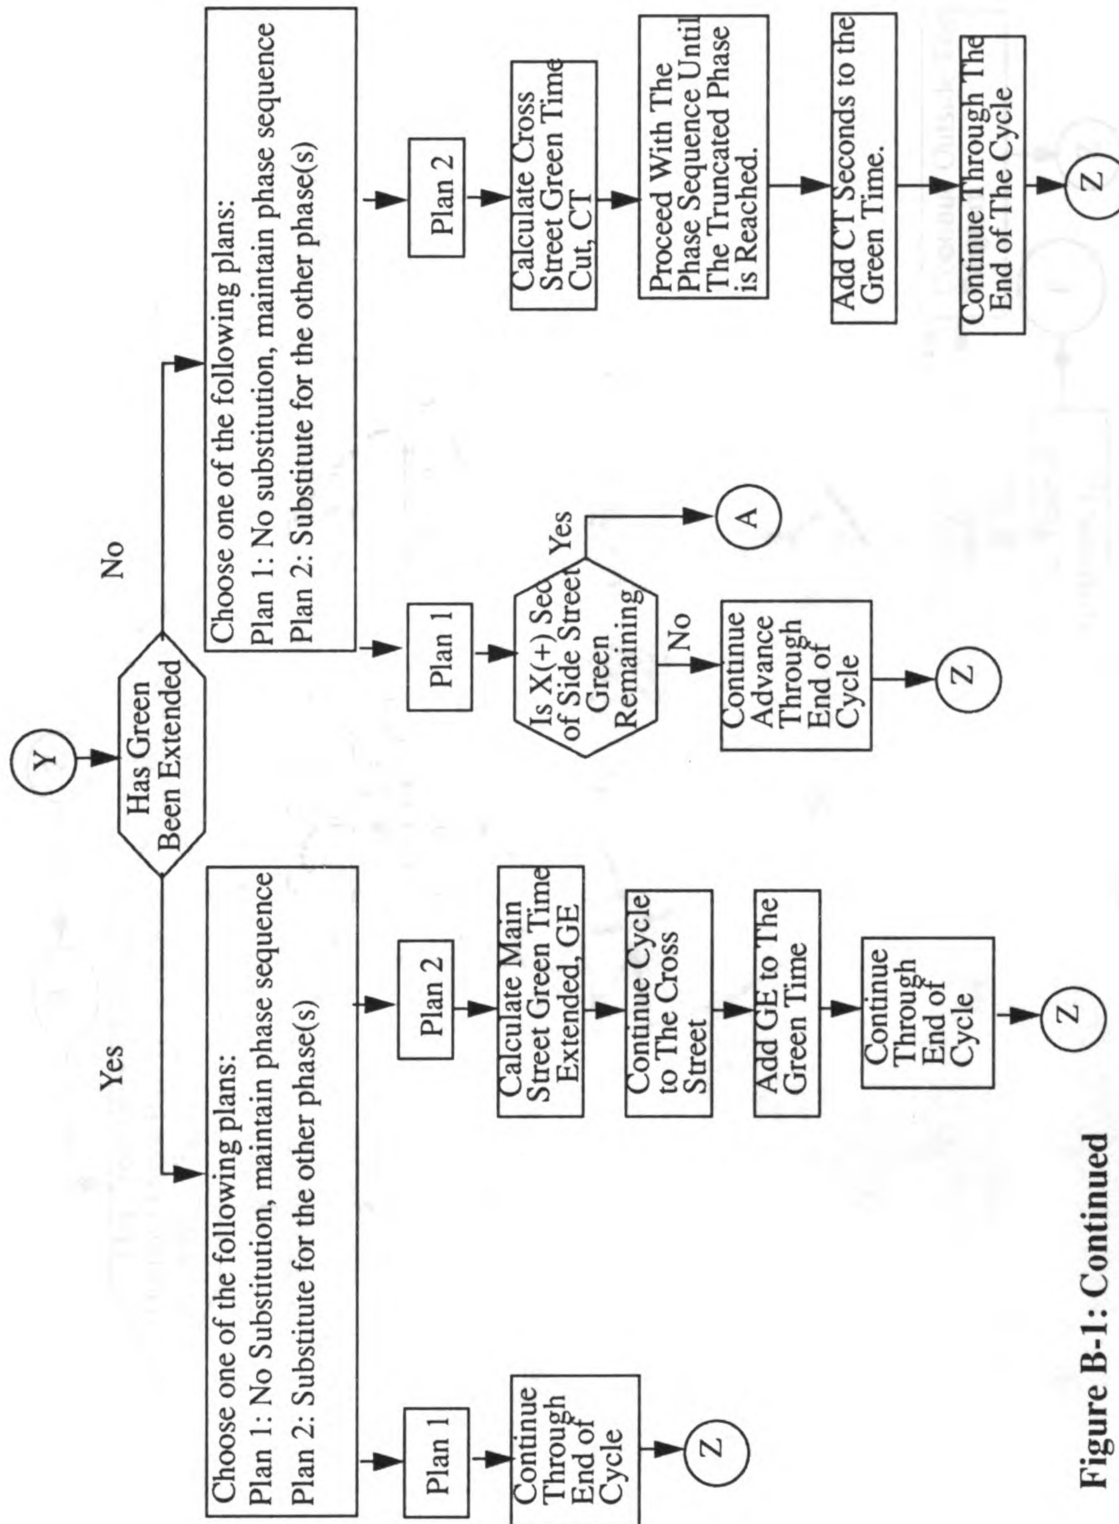 Y
Has Green
Been Extended
Yes
No
Choose one of the following plans:
Plan 1: No Substitution, maintain phase sequence
Plan 2: Substitute for the other phase(s)
Plan 1
Continue
Through
End of
Cycle
Z
Plan 2
Calculate Main
Street Green Time
Extended, GE
Continue Cycle
to The Cross
Street
Add GE to The
Green Time
Continue
Through
End of
Cycle
Z
Choose one of the following plans:
Plan 1: No substitution, maintain phase sequence
Plan 2: Substitute for the other phase(s)
Plan 1
Is X(+) Sec
of Side Street
Green
Remaining
Yes
A
No
Continue
Advance
Through
End of
Cycle
Z
Plan 2
Calculate Cross
Street Green Time
Cut, CT
Proceed With The
Phase Sequence Until
The Truncated Phase
is Reached.
Add CT Seconds to the
Green Time.
Continue Through The
End of The Cycle
Z
Figure B-1: Continued